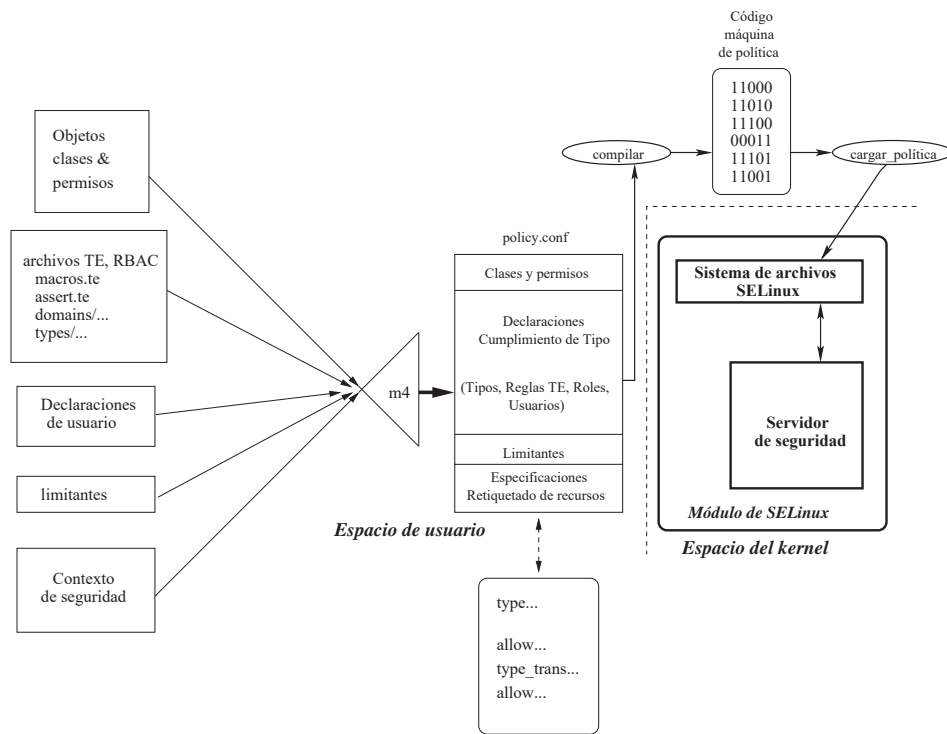 Código
máquina
de política
11000
11010
11100
00011
11101
11001
compilar
cargar_política
Objetos
clases &
permisos
archivos TE, RBAC
macros.te
assert.te
domains/...
types/...
Declaraciones
de usuario
limitantes
Contexto
de seguridad
m4
policy.conf
Clases y permisos
Declaraciones
Cumplimiento de Tipo
(Tipos, Reglas TE, Roles,
Usuarios)
Limitantes
Especificaciones
Retiquetado de recursos
Espacio de usuario
type...
allow...
type_trans...
allow...
Sistema de archivos
SELinux
Servidor
de seguridad
Módulo de SELinux
Espacio del kernel